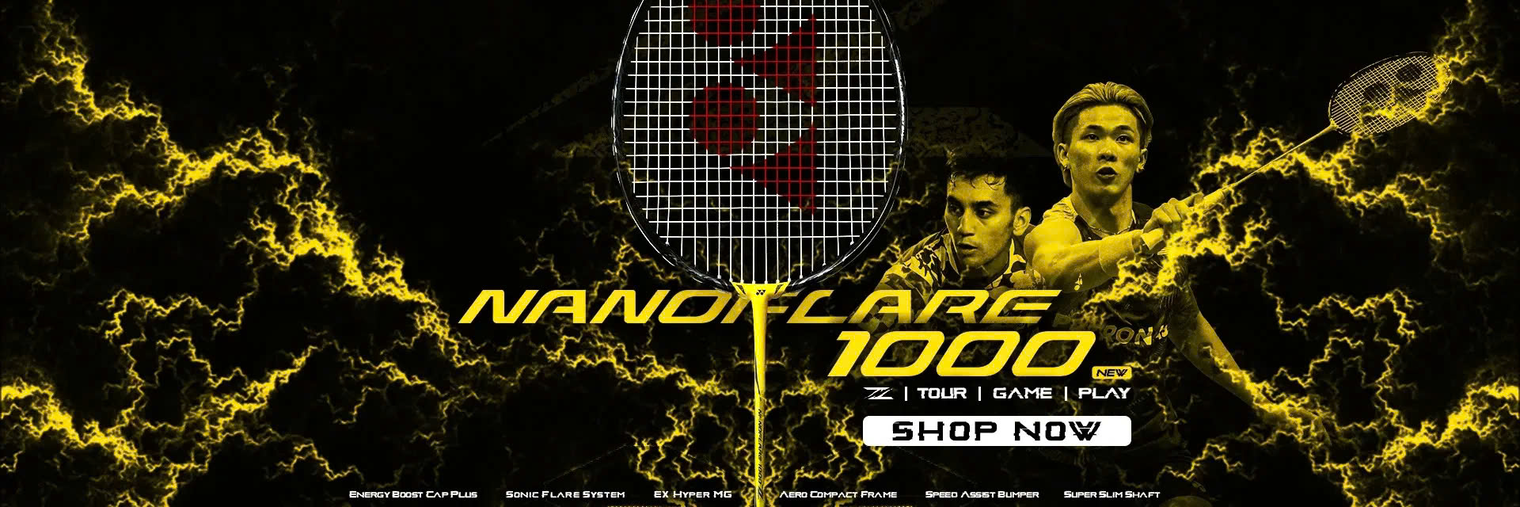 NANOFLARE
1000
NEW
ZZ | TOUR | GAME | PLAY
SHOP NOW
ENERGY BOOST CAP PLUS SONIC FLARE SYSTEM EX HYPER MG AERO COMPACT FRAME SPEED ASSIST BUMPER SUPER SLIM SHAFT